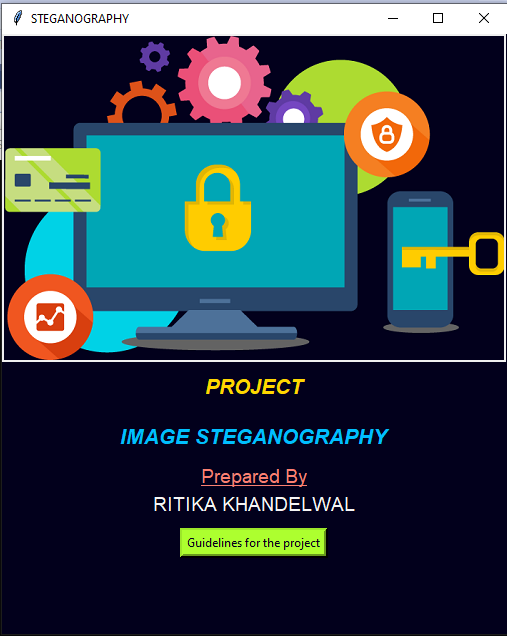 STEGANOGRAPHY
PROJECT
IMAGE STEGANOGRAPHY
Prepared By
RITIKA KHANDELWAL
Guidelines for the project